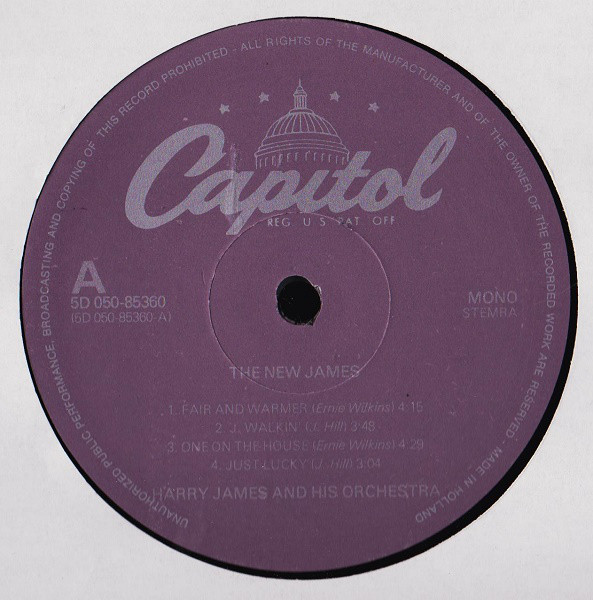 UNAUTHORIZED PUBLIC PERFORMANCE, BROADCASTING AND COPYING OF THIS RECORD PROHIBITED - ALL RIGHTS OF THE MANUFACTURER AND OF THE OWNER OF THE RECORDED WORK ARE RESERVED - MADE IN HOLLAND
Capitol
REG. U.S. PAT. OFF
A
5D 050-85360
(5D 050-85360-A)
MONO
STEMRA
THE NEW JAMES
1. FAIR AND WARMER (Ernie Wilkins) 4:15
2. J. WALKIN' (J. Hill) 3:48
3. ONE ON THE HOUSE (Ernie Wilkins) 4:29
4. JUST LUCKY (J. Hill) 3:04
HARRY JAMES AND HIS ORCHESTRA